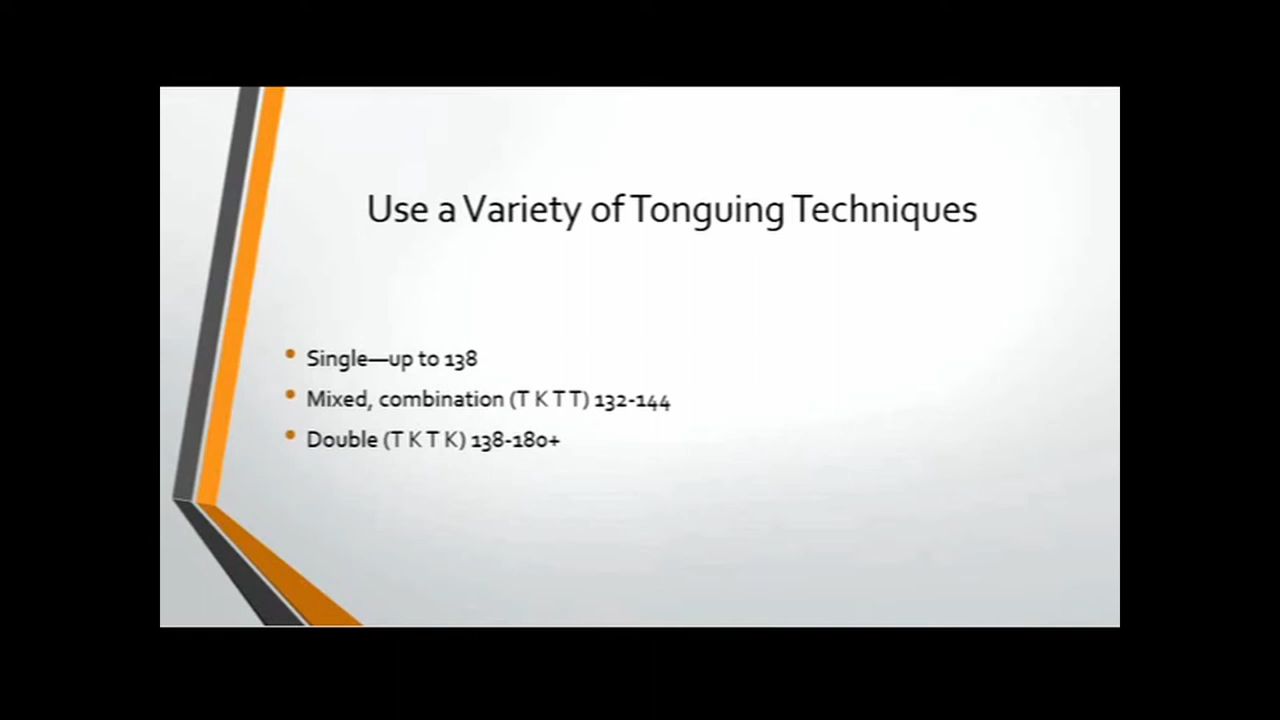 Use a Variety of Tonguing Techniques
• Single—up to 138
• Mixed, combination (T K T T) 132-144
• Double (T K T K) 138-180+